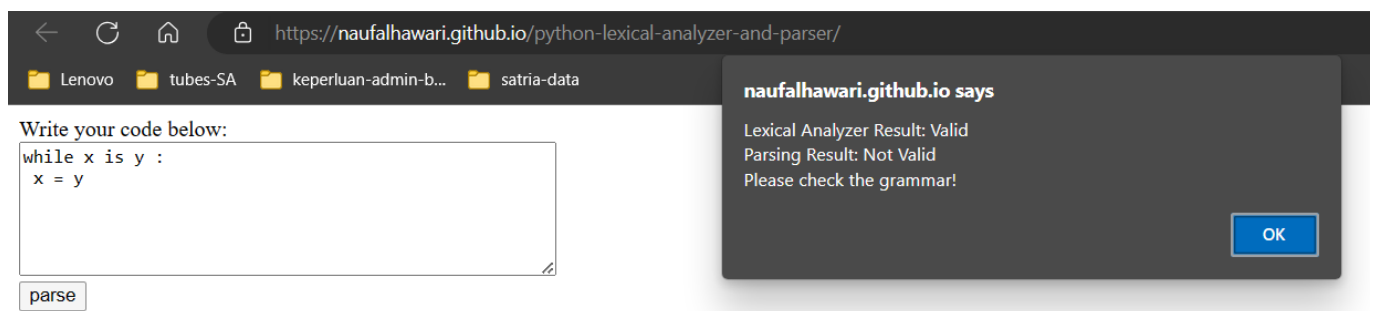 https://naufalhawari.github.io/python-lexical-analyzer-and-parser/
Lenovo tubes-SA keperluan-admin-b... satria-data
naufalhawari.github.io says
Lexical Analyzer Result: Valid
Parsing Result: Not Valid
Please check the grammar!
OK
Write your code below:
while x is y :
 x = y
parse